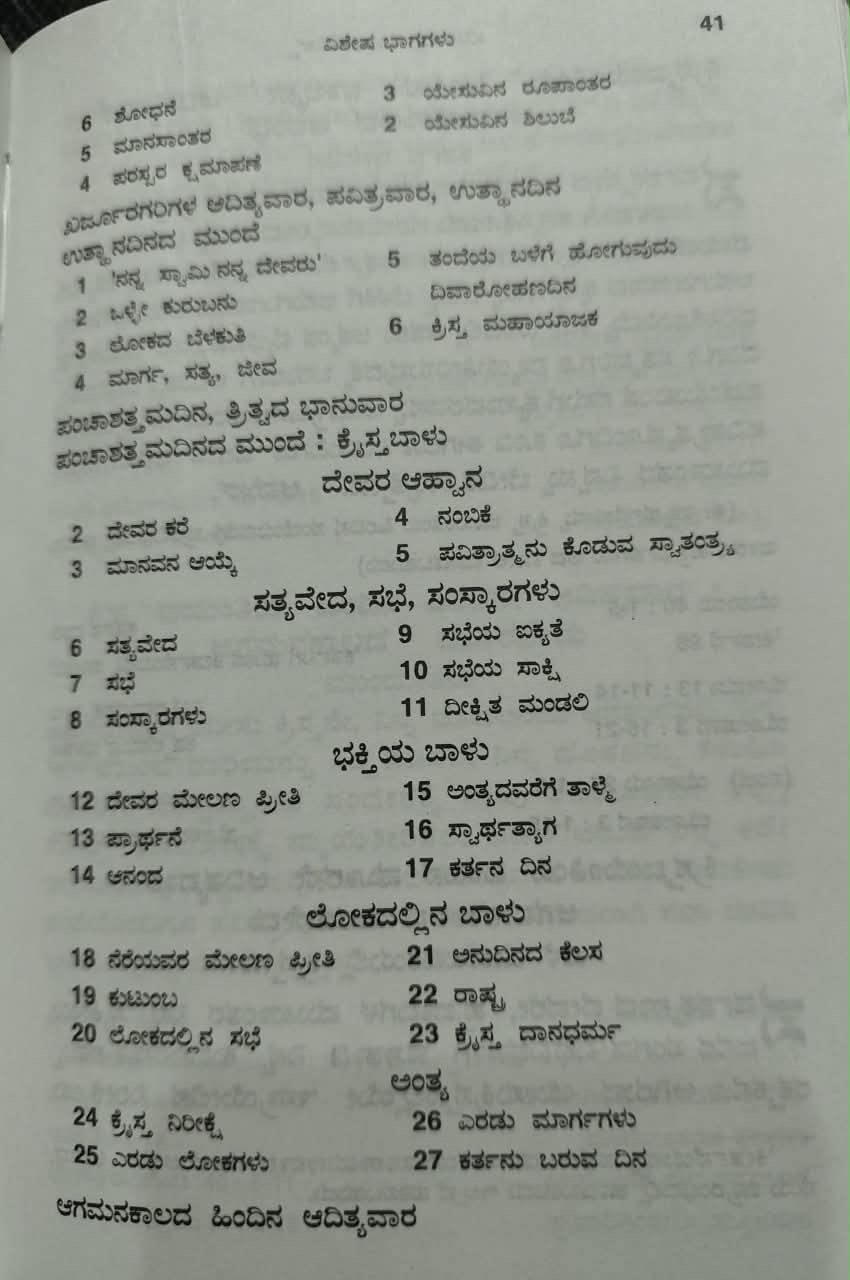 ವಿಶೇಷ ಭಾಗಗಳು 41
6 ಶೋಧನೆ
5 ಮಾನಸಾಂತರ
4 ಪರಸ್ಪರ ಕ್ಷಮಾಪಣೆ
3 ಯೇಸುವಿನ ರೂಪಾಂತರ
2 ಯೇಸುವಿನ ಶಿಲುಬೆ
ಖರ್ಜೂರಗರಿಗಳ ಆದಿತ್ಯವಾರ, ಪವಿತ್ರವಾರ, ಉತ್ಥಾನದಿನ
ಉತ್ಥಾನದಿನದ ಮುಂದೆ
1 'ನನ್ನ ಸ್ವಾಮಿ ನನ್ನ ದೇವರು'
2 ಒಳ್ಳೇ ಕುರುಬನು
3 ಲೋಕದ ಬೆಳಕುತಿ
4 ಮಾರ್ಗ, ಸತ್ಯ, ಜೀವ
5 ತಂದೆಯ ಬಳಿಗೆ ಹೋಗುವುದು
ದಿವಾರೋಹಣದಿನ
6 ಕ್ರಿಸ್ತ ಮಹಾಯಾಜಕ
ಪಂಚಾಶತ್ತಮದಿನ, ತ್ರಿತ್ವದ ಭಾನುವಾರ
ಪಂಚಾಶತ್ತಮದಿನದ ಮುಂದೆ : ಕ್ರೈಸ್ತಬಾಳು
ದೇವರ ಆಹ್ವಾನ
2 ದೇವರ ಕರೆ
3 ಮಾನವನ ಆಯ್ಕೆ
4 ನಂಬಿಕೆ
5 ಪವಿತ್ರಾತ್ಮನು ಕೊಡುವ ಸ್ವಾತಂತ್ರ್ಯ
ಸತ್ಯವೇದ, ಸಭೆ, ಸಂಸ್ಕಾರಗಳು
6 ಸತ್ಯವೇದ
7 ಸಭೆ
8 ಸಂಸ್ಕಾರಗಳು
9 ಸಭೆಯ ಐಕ್ಯತೆ
10 ಸಭೆಯ ಸಾಕ್ಷಿ
11 ದೀಕ್ಷಿತ ಮಂಡಲಿ
ಭಕ್ತಿಯ ಬಾಳು
12 ದೇವರ ಮೇಲಣ ಪ್ರೀತಿ
13 ಪ್ರಾರ್ಥನೆ
14 ಆನಂದ
15 ಅಂತ್ಯದವರೆಗೆ ತಾಳ್ಮೆ
16 ಸ್ವಾರ್ಥತ್ಯಾಗ
17 ಕರ್ತನ ದಿನ
ಲೋಕದಲ್ಲಿನ ಬಾಳು
18 ನೆರೆಯವರ ಮೇಲಣ ಪ್ರೀತಿ
19 ಕುಟುಂಬ
20 ಲೋಕದಲ್ಲಿನ ಸಭೆ
21 ಅನುದಿನದ ಕೆಲಸ
22 ರಾಷ್ಟ್ರ
23 ಕ್ರೈಸ್ತ ದಾನಧರ್ಮ
ಅಂತ್ಯ
24 ಕ್ರೈಸ್ತ ನಿರೀಕ್ಷೆ
25 ಎರಡು ಲೋಕಗಳು
26 ಎರಡು ಮಾರ್ಗಗಳು
27 ಕರ್ತನು ಬರುವ ದಿನ
ಆಗಮನಕಾಲದ ಹಿಂದಿನ ಆದಿತ್ಯವಾರ